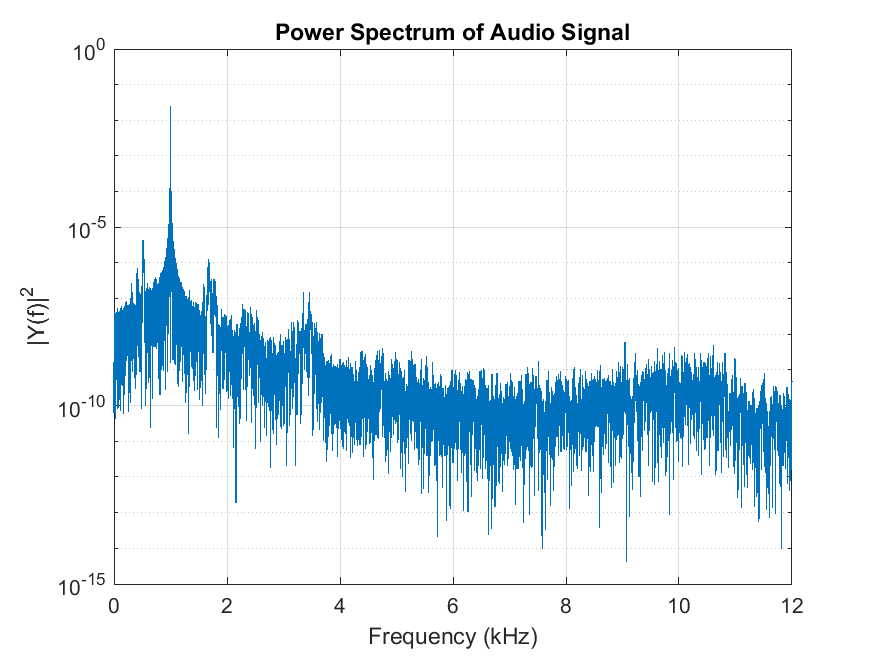 Power Spectrum of Audio Signal
10^0
10^-5
10^-10
10^-15
|Y(f)|^2
0 2 4 6 8 10 12
Frequency (kHz)